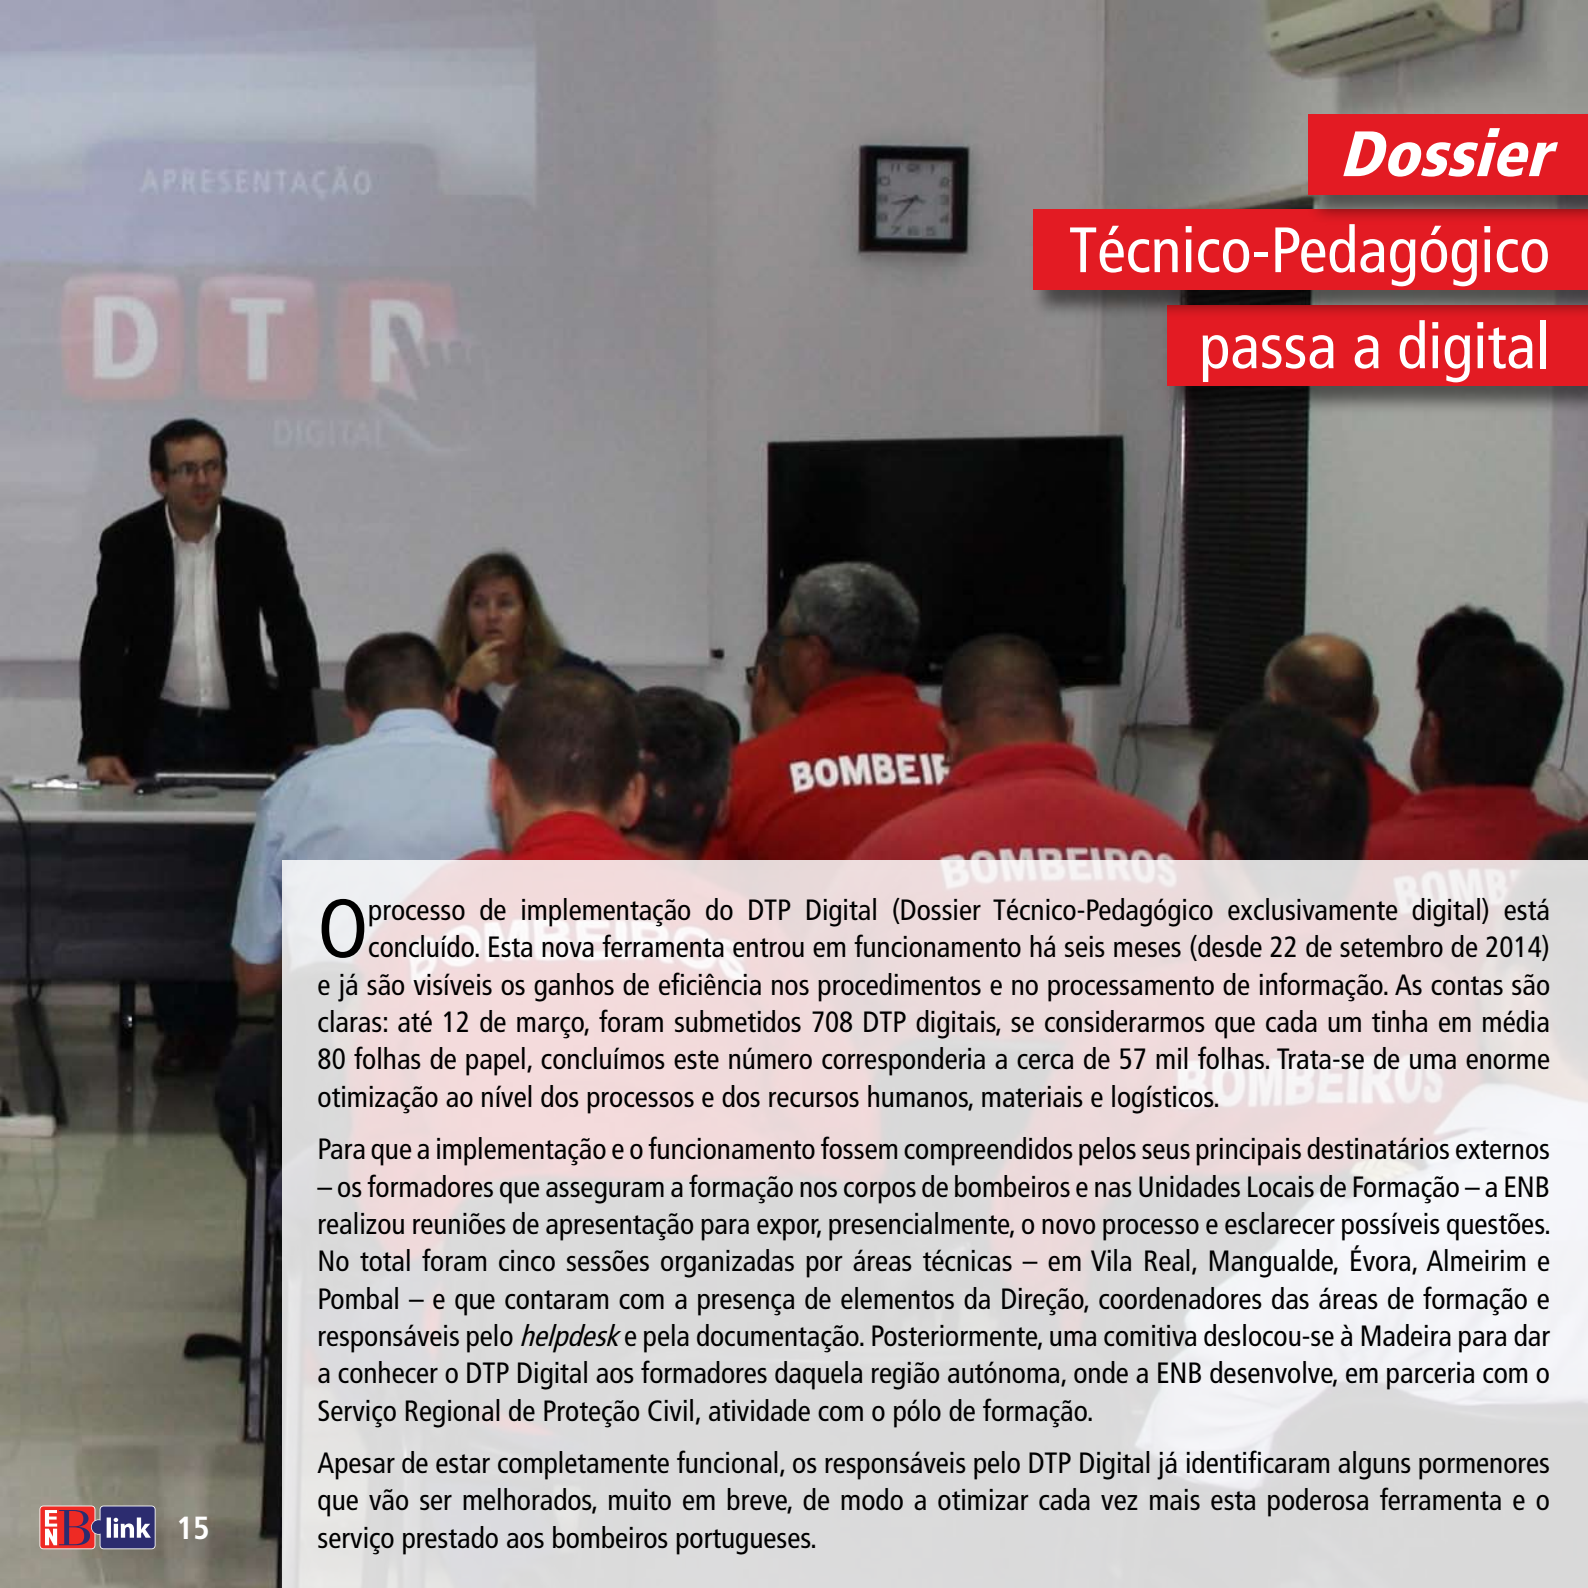 APRESENTAÇÃO
DTP
DIGITAL
Dossier
Técnico-Pedagógico
passa a digital
BOMBEIR
BOMBEIROS
BOMB
BOMBEIROS
BOMBEIROS
O processo de implementação do DTP Digital (Dossier Técnico-Pedagógico exclusivamente digital) está
concluído. Esta nova ferramenta entrou em funcionamento há seis meses (desde 22 de setembro de 2014)
e já são visíveis os ganhos de eficiência nos procedimentos e no processamento de informação. As contas são
claras: até 12 de março, foram submetidos 708 DTP digitais, se considerarmos que cada um tinha em média
80 folhas de papel, concluímos este número corresponderia a cerca de 57 mil folhas. Trata-se de uma enorme
otimização ao nível dos processos e dos recursos humanos, materiais e logísticos.
Para que a implementação e o funcionamento fossem compreendidos pelos seus principais destinatários externos
– os formadores que asseguram a formação nos corpos de bombeiros e nas Unidades Locais de Formação – a ENB
realizou reuniões de apresentação para expor, presencialmente, o novo processo e esclarecer possíveis questões.
No total foram cinco sessões organizadas por áreas técnicas – em Vila Real, Mangualde, Évora, Almeirim e
Pombal – e que contaram com a presença de elementos da Direção, coordenadores das áreas de formação e
responsáveis pelo helpdesk e pela documentação. Posteriormente, uma comitiva deslocou-se à Madeira para dar
a conhecer o DTP Digital aos formadores daquela região autónoma, onde a ENB desenvolve, em parceria com o
Serviço Regional de Proteção Civil, atividade com o pólo de formação.
Apesar de estar completamente funcional, os responsáveis pelo DTP Digital já identificaram alguns pormenores
que vão ser melhorados, muito em breve, de modo a otimizar cada vez mais esta poderosa ferramenta e o
serviço prestado aos bombeiros portugueses.
ENB link 15